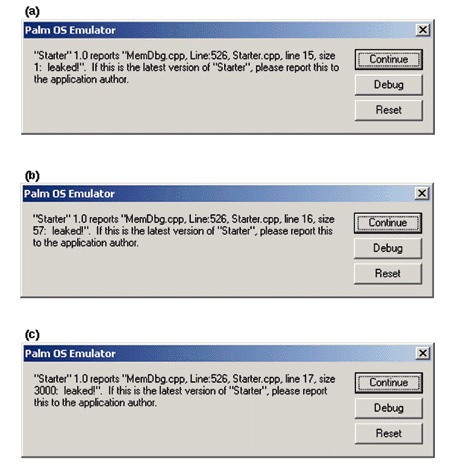 (a)
Palm OS Emulator
"Starter" 1.0 reports "MemDbg.cpp, Line:526, Starter.cpp, line 15, size
1:  leaked!".  If this is the latest version of "Starter", please report this to
the application author.
Continue
Debug
Reset
(b)
Palm OS Emulator
"Starter" 1.0 reports "MemDbg.cpp, Line:526, Starter.cpp, line 16, size
57:  leaked!".  If this is the latest version of "Starter", please report this
to the application author.
Continue
Debug
Reset
(c)
Palm OS Emulator
"Starter" 1.0 reports "MemDbg.cpp, Line:526, Starter.cpp, line 17, size
3000:  leaked!".  If this is the latest version of "Starter", please report
this to the application author.
Continue
Debug
Reset